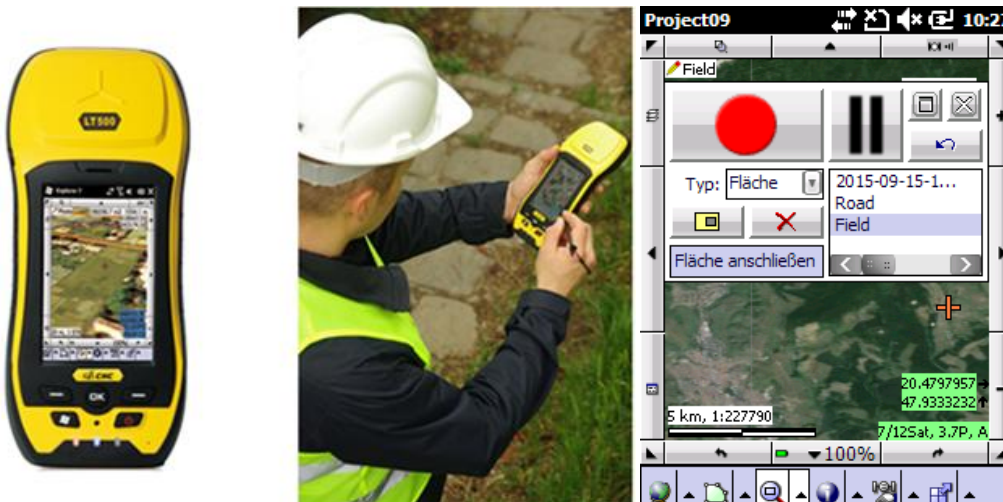 LT500
CHC
OK
Project09
10:2
Field
Typ: Fläche
2015-09-15-1...
Road
Field
Fläche anschließen
20.4797957
47.9333232
5 km, 1:227790
7/12Sat, 3.7P, A
100%